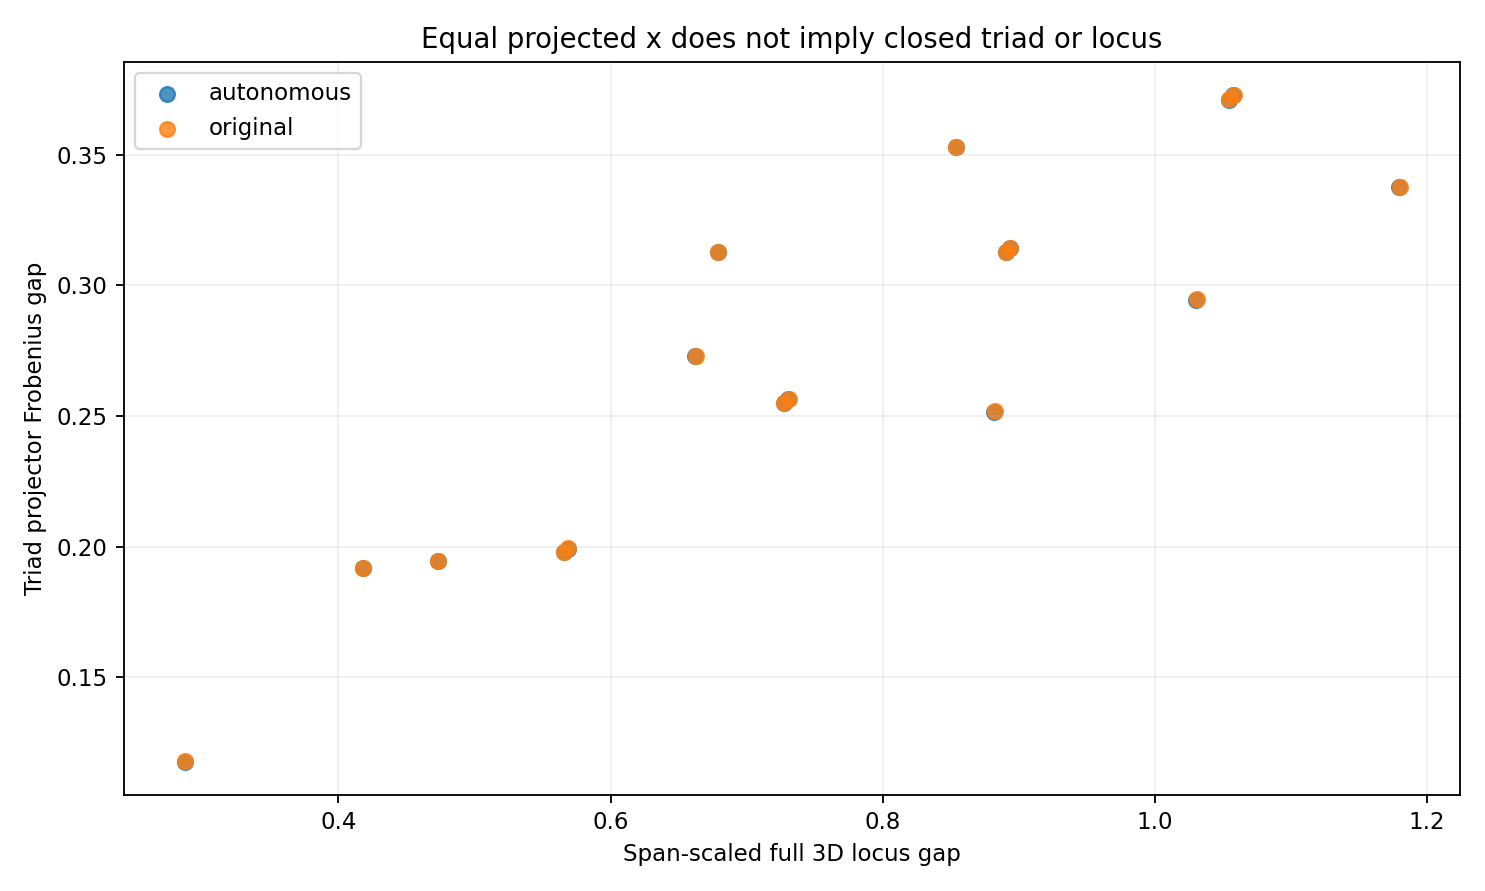 Equal projected x does not imply closed triad or locus
autonomous
original
0.35
0.30
0.25
0.20
0.15
Triad projector Frobenius gap
0.4
0.6
0.8
1.0
1.2
Span-scaled full 3D locus gap